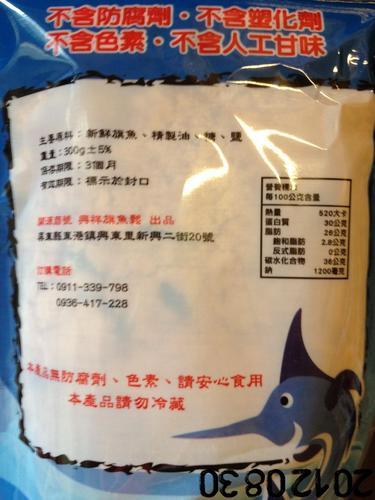 不含防腐劑·不含塑化劑
不含色素·不含人工甘味
主要原料：新鮮旗魚、精製油、糖、鹽
重量：300g±5%
保存期限：3個月
有效期限：標示於封口
營養標示
每100公克含量
熱量 520大卡
蛋白質 30公克
脂肪 28公克
飽和脂肪 2.8公克
反式脂肪 0公克
碳水化合物 36公克
鈉 1200毫克
興祥旗魚鬆 出品
屏東縣東港鎮興東里新興二街20號
訂購電話
TEL：0911-339-798
0936-417-228
本產品無防腐劑、色素、請安心食用
本產品請勿冷藏
20120830